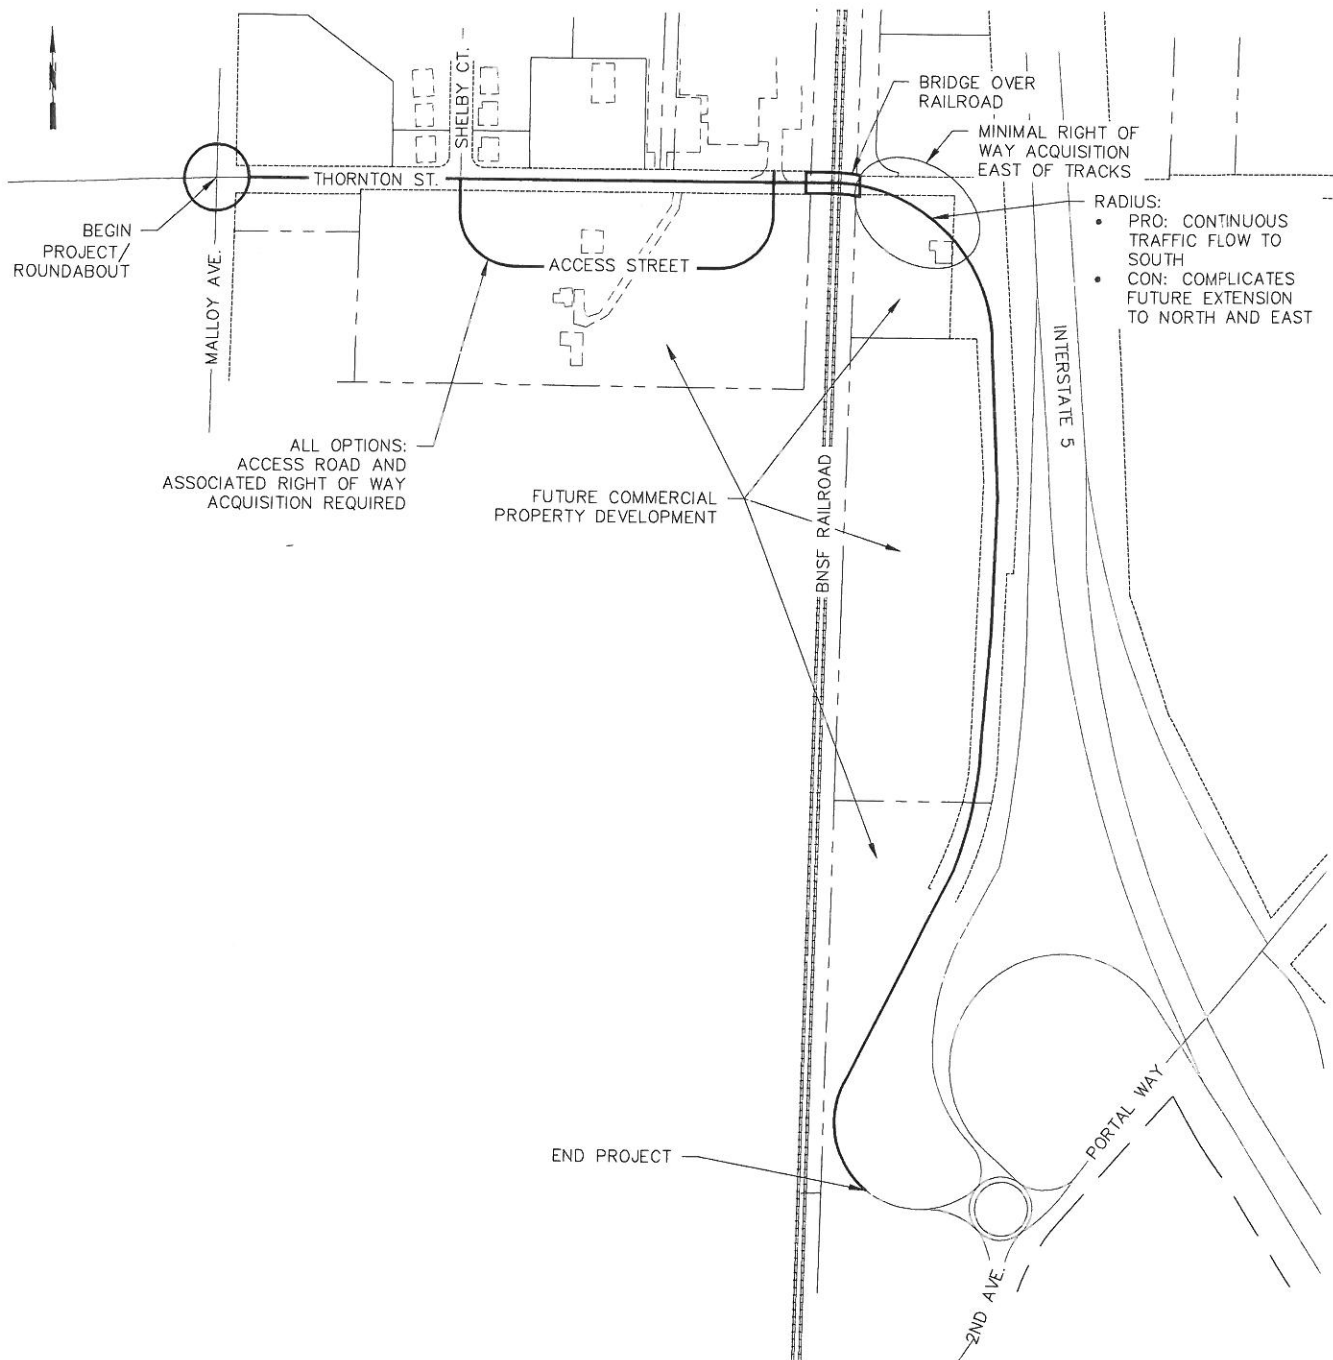 SHELBY CT.
BRIDGE OVER
RAILROAD
MINIMAL RIGHT OF
WAY ACQUISITION
EAST OF TRACKS
THORNTON ST.
RADIUS:
• PRO: CONTINUOUS
TRAFFIC FLOW TO
SOUTH
• CON: COMPLICATES
FUTURE EXTENSION
TO NORTH AND EAST
BEGIN
PROJECT/
ROUNDABOUT
ACCESS STREET
MALLOY AVE.
INTERSTATE 5
ALL OPTIONS:
ACCESS ROAD AND
ASSOCIATED RIGHT OF WAY
ACQUISITION REQUIRED
FUTURE COMMERCIAL
PROPERTY DEVELOPMENT
BNSF RAILROAD
PORTAL WAY
END PROJECT
2ND AVE.